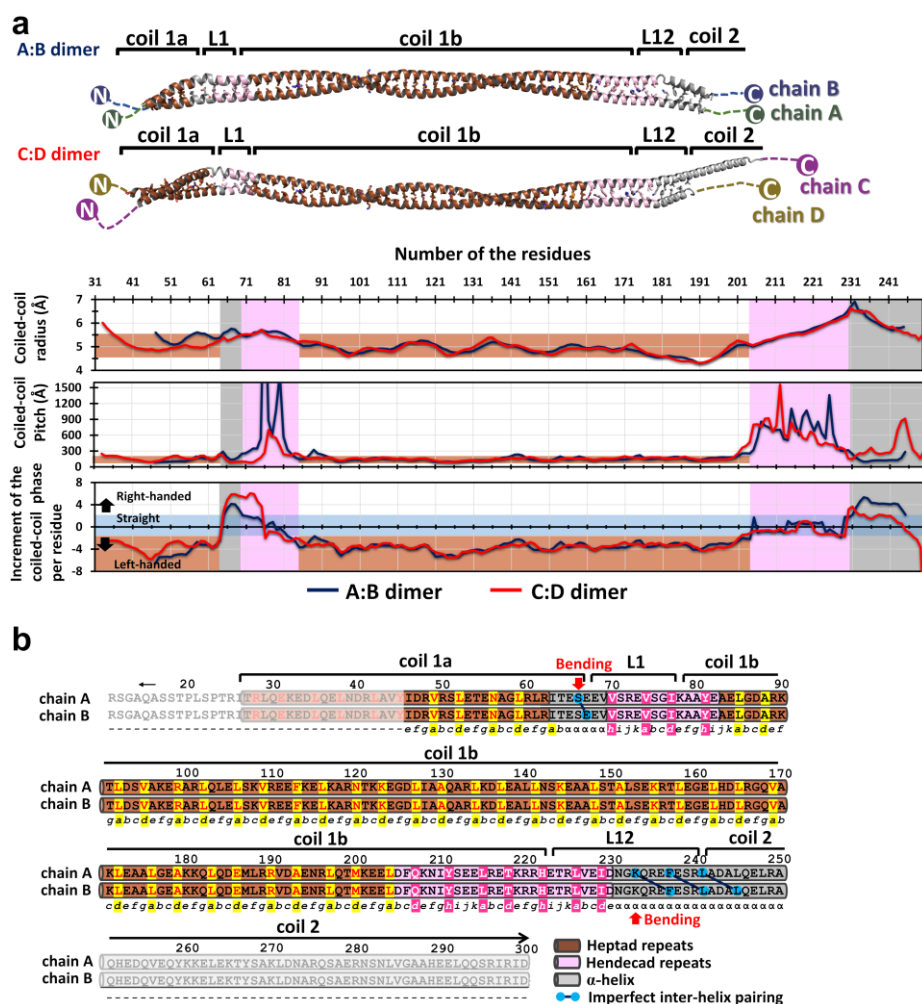 a
A:B dimer
coil 1a L1 coil 1b L12 coil 2
N N
C chain B
C chain A
C:D dimer
coil 1a L1 coil 1b L12 coil 2
N N
C chain C
C chain D
Number of the residues
31 41 51 61 71 81 91 101 111 121 131 141 151 161 171 181 191 201 211 221 231 241
Coiled-coil radius (Å)
7
6
5
4
Coiled-coil Pitch (Å)
1500
1200
900
600
300
0
Increment of the coiled-coil phase per residue
8
4
0
-4
-8
Right-handed
Straight
Left-handed
A:B dimer C:D dimer
b
coil 1a Bending L1 coil 1b
20 30 40 50 60 70 80 90
chain A RSGAQASSTPLSPTRITRLQEKEDLQELNDRLAVYIDRVRSLETENAGLRLRITESEEVVSREVSGIKAAYEAELGDARK
chain B RSGAQASSTPLSPTRITRLQEKEDLQELNDRLAVYIDRVRSLETENAGLRLRITESEEVVSREVSGIKAAYEAELGDARK
efgabcdefgabcdefgabαααααhijkabcdefghijkabcdef
coil 1b
100 110 120 130 140 150 160 170
chain A TLDSVAKERARLQLELSKVREEFKELKARNTKKEGDLIAAQARLKDLEALLNSKEAALSTALSEKRTLEGELHDLRGQVA
chain B TLDSVAKERARLQLELSKVREEFKELKARNTKKEGDLIAAQARLKDLEALLNSKEAALSTALSEKRTLEGELHDLRGQVA
gabcdefgabcdefgabcdefgabcdefgabcdefgabcdefgabcdefgabcdefgabcdefgabcdefgabcdefgab
coil 1b L12 coil 2
180 190 200 210 220 230 240 250
chain A KLEAALGEAKKQLQDEMLRRVDAENRLQTMKEELDFQKNIYSEELRETKRRHETRLVEIDNGKQREFESRLADALQELRA
chain B KLEAALGEAKKQLQDEMLRRVDAENRLQTMKEELDFQKNIYSEELRETKRRHETRLVEIDNGKQREFESRLADALQELRA
cdefgabcdefgabcdefgabcdefgabcdefgabcdefghijkabcdefghijkabcdeαααααααααααααααααααα
Bending
coil 2
260 270 280 290 300
chain A QHEDQVEQYKKELEKTYSAKLDNARQSAERNSNLVGAAHEELQQSRIRID
chain B QHEDQVEQYKKELEKTYSAKLDNARQSAERNSNLVGAAHEELQQSRIRID
Heptad repeats
Hendecad repeats
α-helix
Imperfect inter-helix pairing